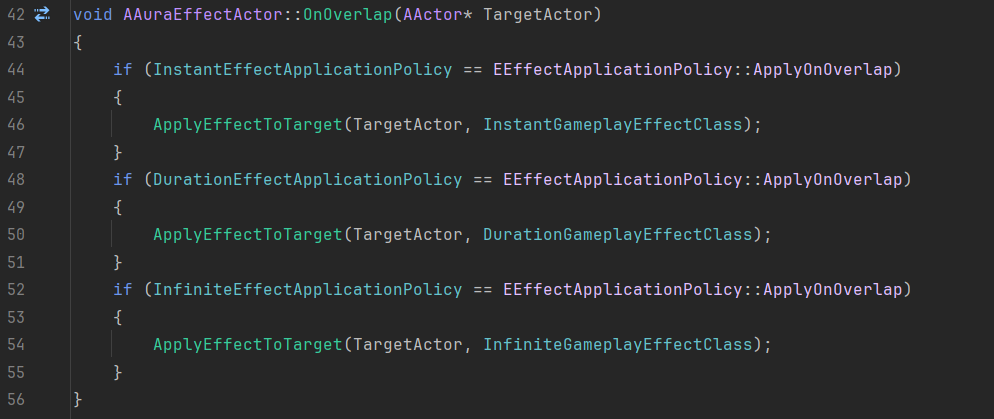 42 void AAuraEffectActor::OnOverlap(AActor* TargetActor)
43 {
44     if (InstantEffectApplicationPolicy == EEffectApplicationPolicy::ApplyOnOverlap)
45     {
46         ApplyEffectToTarget(TargetActor, InstantGameplayEffectClass);
47     }
48     if (DurationEffectApplicationPolicy == EEffectApplicationPolicy::ApplyOnOverlap)
49     {
50         ApplyEffectToTarget(TargetActor, DurationGameplayEffectClass);
51     }
52     if (InfiniteEffectApplicationPolicy == EEffectApplicationPolicy::ApplyOnOverlap)
53     {
54         ApplyEffectToTarget(TargetActor, InfiniteGameplayEffectClass);
55     }
56 }